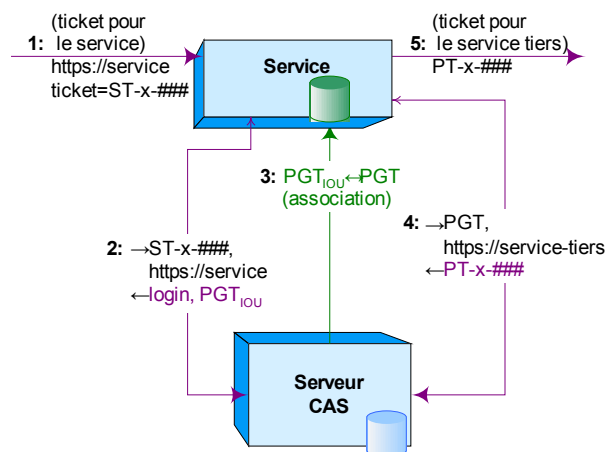 (ticket pour
1: le service)
https://service
ticket=ST-x-###
Service
(ticket pour
5: le service tiers)
PT-x-###
3: PGTIOU↔PGT
(association)
2: →ST-x-###,
https://service
←login, PGTIOU
4: →PGT,
https://service-tiers
←PT-x-###
Serveur
CAS